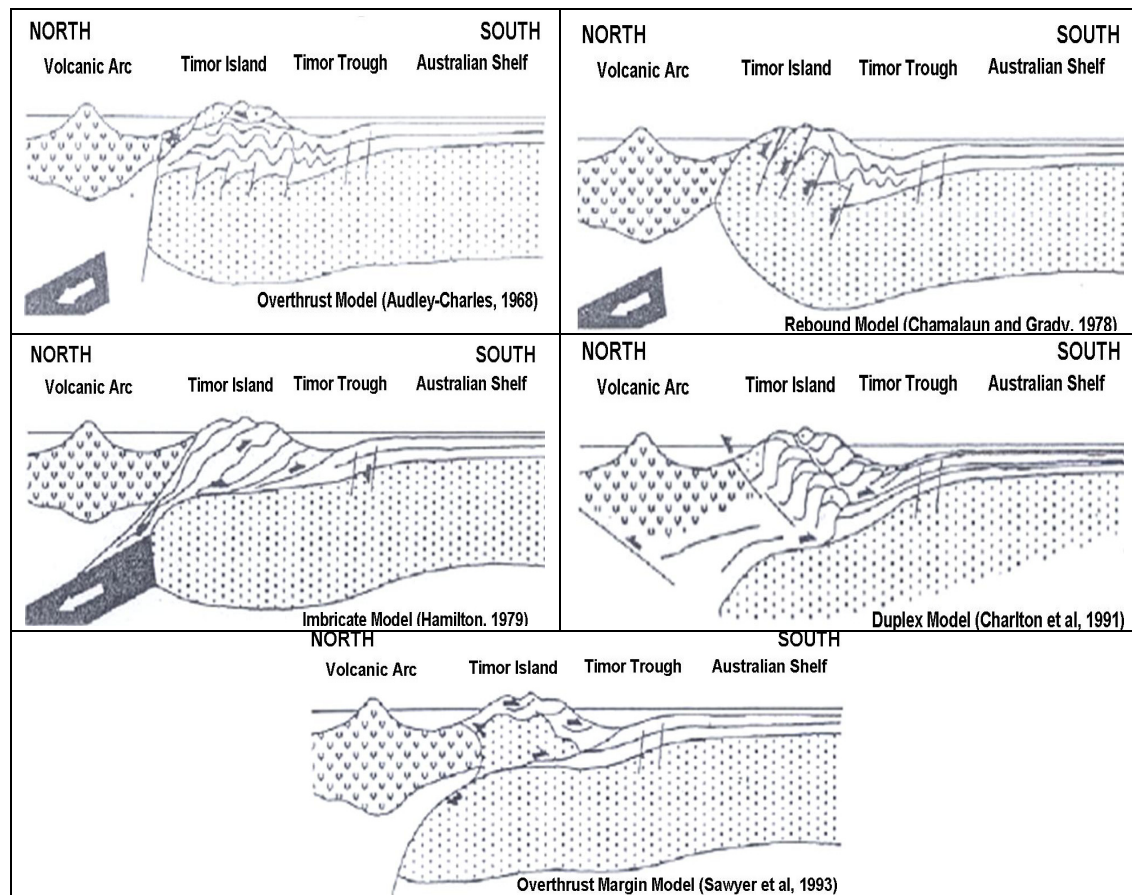 NORTH SOUTH
Volcanic Arc Timor Island Timor Trough Australian Shelf
Overthrust Model (Audley-Charles, 1968)
NORTH SOUTH
Volcanic Arc Timor Island Timor Trough Australian Shelf
Rebound Model (Chamalaun and Grady. 1978)
NORTH SOUTH
Volcanic Arc Timor Island Timor Trough Australian Shelf
Imbricate Model (Hamilton. 1979)
NORTH SOUTH
Volcanic Arc Timor Island Timor Trough Australian Shelf
Duplex Model (Charlton et al, 1991)
NORTH SOUTH
Volcanic Arc Timor Island Timor Trough Australian Shelf
Overthrust Margin Model (Sawyer et al, 1993)